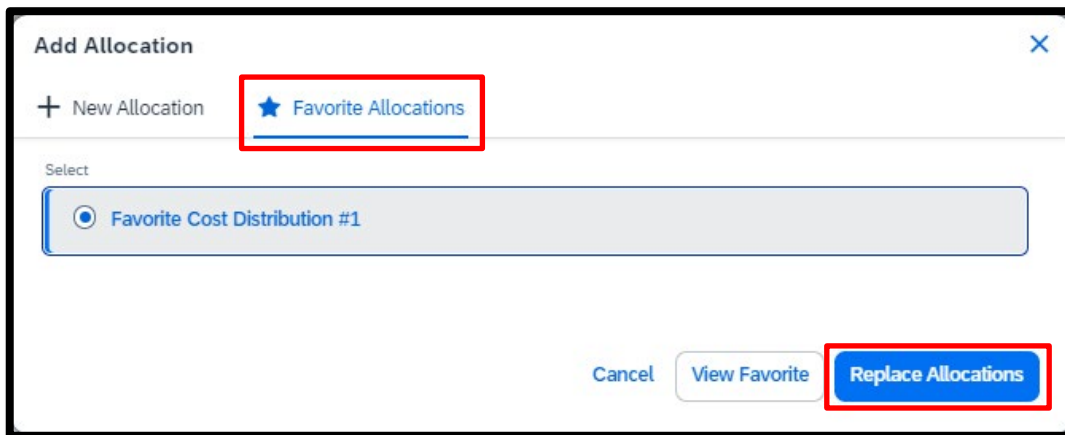 Add Allocation
New Allocation Favorite Allocations
Select
Favorite Cost Distribution #1
Cancel View Favorite Replace Allocations